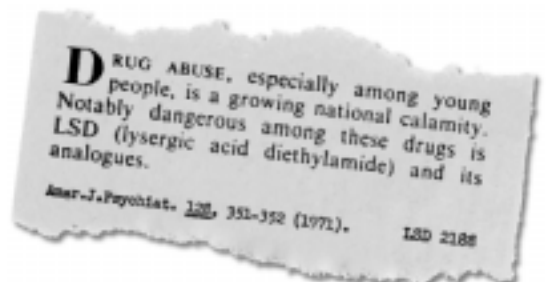 DRUG ABUSE, especially among young
people, is a growing national calamity.
Notably dangerous among these drugs is
LSD (lysergic acid diethylamide) and its
analogues.
Amer.J.Psychiat. 128, 351-352 (1971). LSD 2188